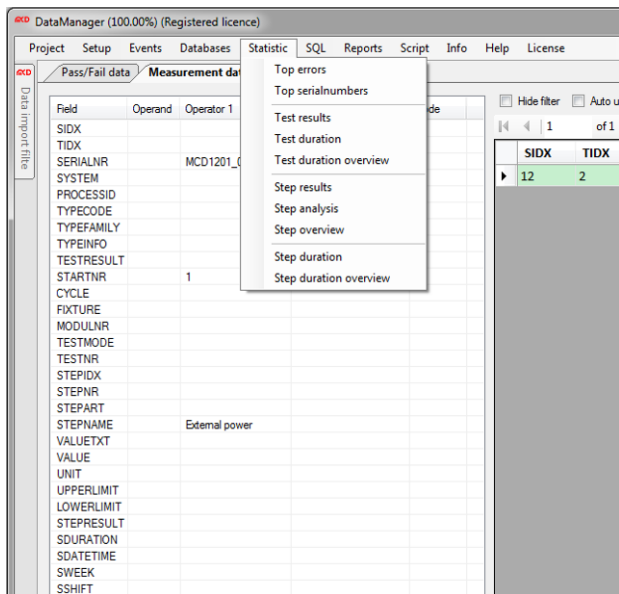 MCD DataManager (100.00%) (Registered licence)
Project Setup Events Databases Statistic SQL Reports Script Info Help License
MCD Pass/Fail data Measurement dat
Data import filte
Top errors
Top serialnumbers
Test results
Test duration
Test duration overview
Step results
Step analysis
Step overview
Step duration
Step duration overview
Field Operand Operator 1 de
SIDX
TIDX
SERIALNR MCD1201_0
SYSTEM
PROCESSID
TYPECODE
TYPEFAMILY
TYPEINFO
TESTRESULT
STARTNR 1
CYCLE
FIXTURE
MODULNR
TESTMODE
TESTNR
STEPIDX
STEPNR
STEPART
STEPNAME External power
VALUETXT
VALUE
UNIT
UPPERLIMIT
LOWERLIMIT
STEPRESULT
SDURATION
SDATETIME
SWEEK
SSHIFT
Hide filter Auto u
1 of 1
SIDX TIDX
12 2